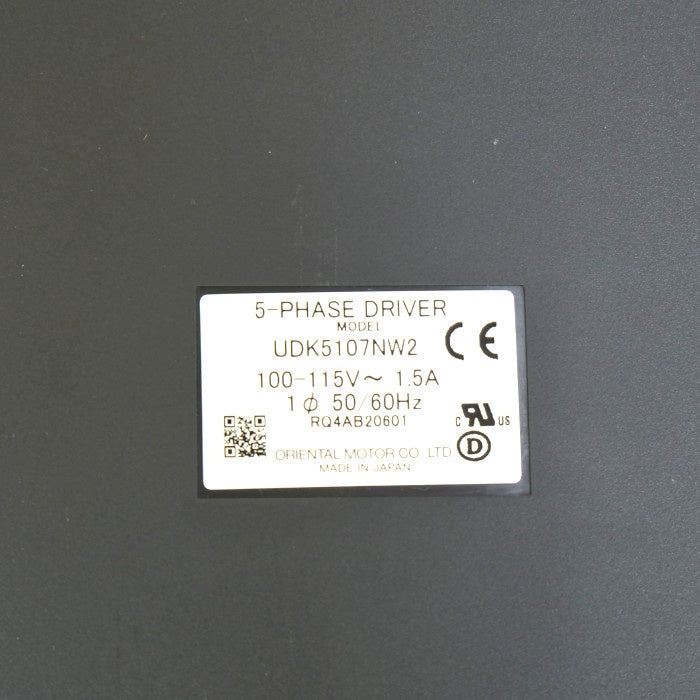 5-PHASE DRIVER
MODEL
UDK5107NW2
CE
100-115V~ 1.5A
1φ 50/60Hz
RQ4AB20601
c RU US
D
ORIENTAL MOTOR CO. LTD
MADE IN JAPAN